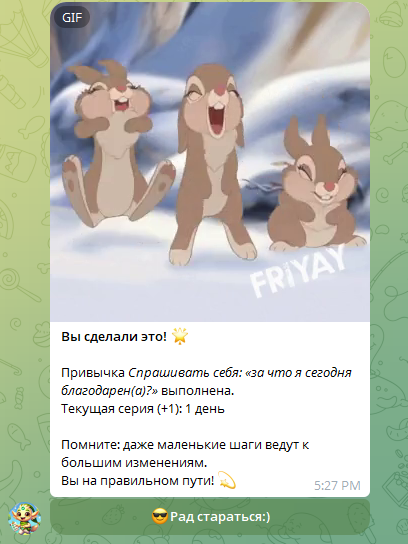 GIF
FRiYAY
Вы сделали это! 🌟
Привычка Спрашивать себя: «за что я сегодня
благодарен(а)?» выполнена.
Текущая серия (+1): 1 день
Помните: даже маленькие шаги ведут к
большим изменениям.
Вы на правильном пути! 💫
5:27 PM
😎Рад стараться:)